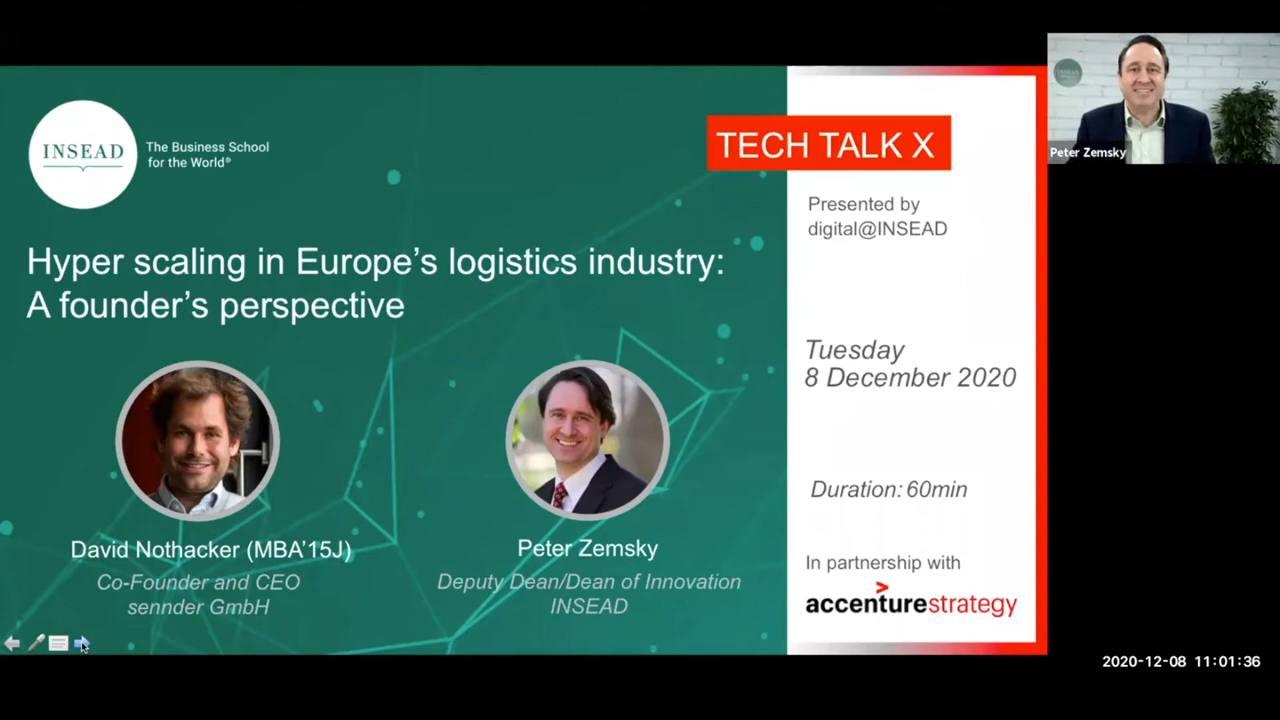 INSEAD
The Business School
for the World®
TECH TALK X
Presented by
digital@INSEAD
Hyper scaling in Europe's logistics industry:
A founder's perspective
Tuesday
8 December 2020
Duration: 60min
David Nothacker (MBA'15J)
Co-Founder and CEO
sennder GmbH
Peter Zemsky
Deputy Dean/Dean of Innovation
INSEAD
In partnership with
accenturestrategy
INSEAD
Peter Zemsky
2020-12-08 11:01:36